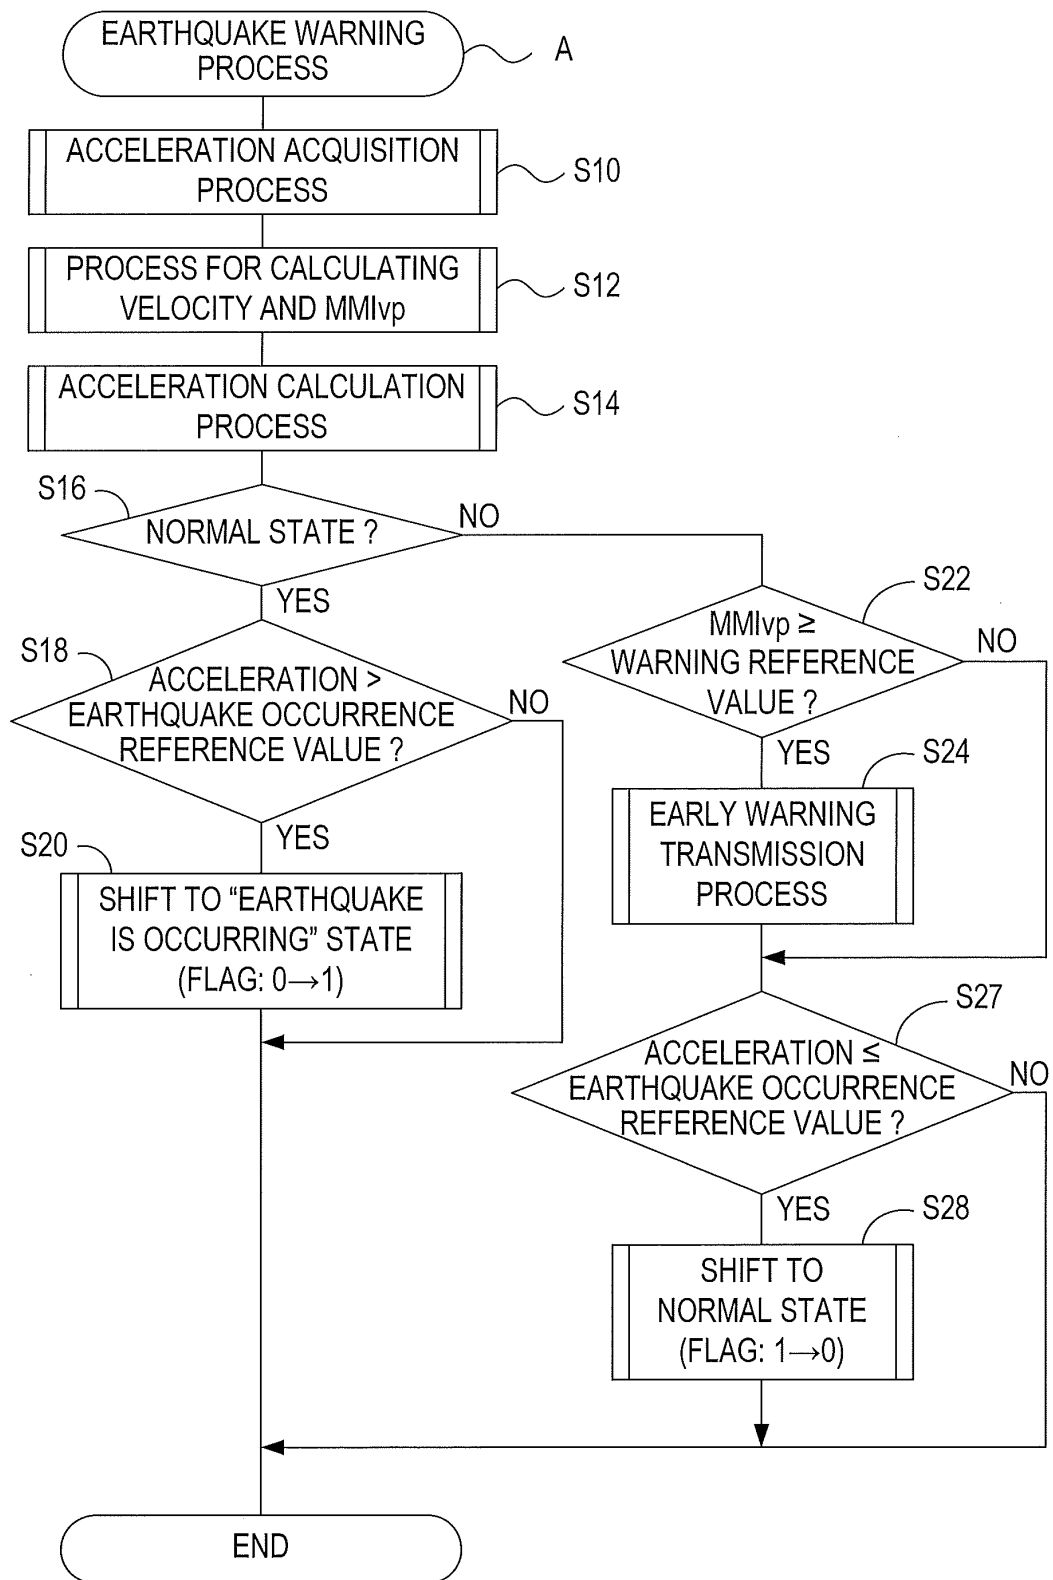 EARTHQUAKE WARNING
PROCESS
A
ACCELERATION ACQUISITION
PROCESS
S10
PROCESS FOR CALCULATING
VELOCITY AND MMIvp
S12
ACCELERATION CALCULATION
PROCESS
S14
S16
NORMAL STATE ?
NO
YES
S18
ACCELERATION >
EARTHQUAKE OCCURRENCE
REFERENCE VALUE ?
NO
YES
S20
SHIFT TO “EARTHQUAKE
IS OCCURRING” STATE
(FLAG: 0→1)
S22
MMIvp ≥
WARNING REFERENCE
VALUE ?
NO
YES
S24
EARLY WARNING
TRANSMISSION
PROCESS
S27
ACCELERATION ≤
EARTHQUAKE OCCURRENCE
REFERENCE VALUE ?
NO
YES
S28
SHIFT TO
NORMAL STATE
(FLAG: 1→0)
END